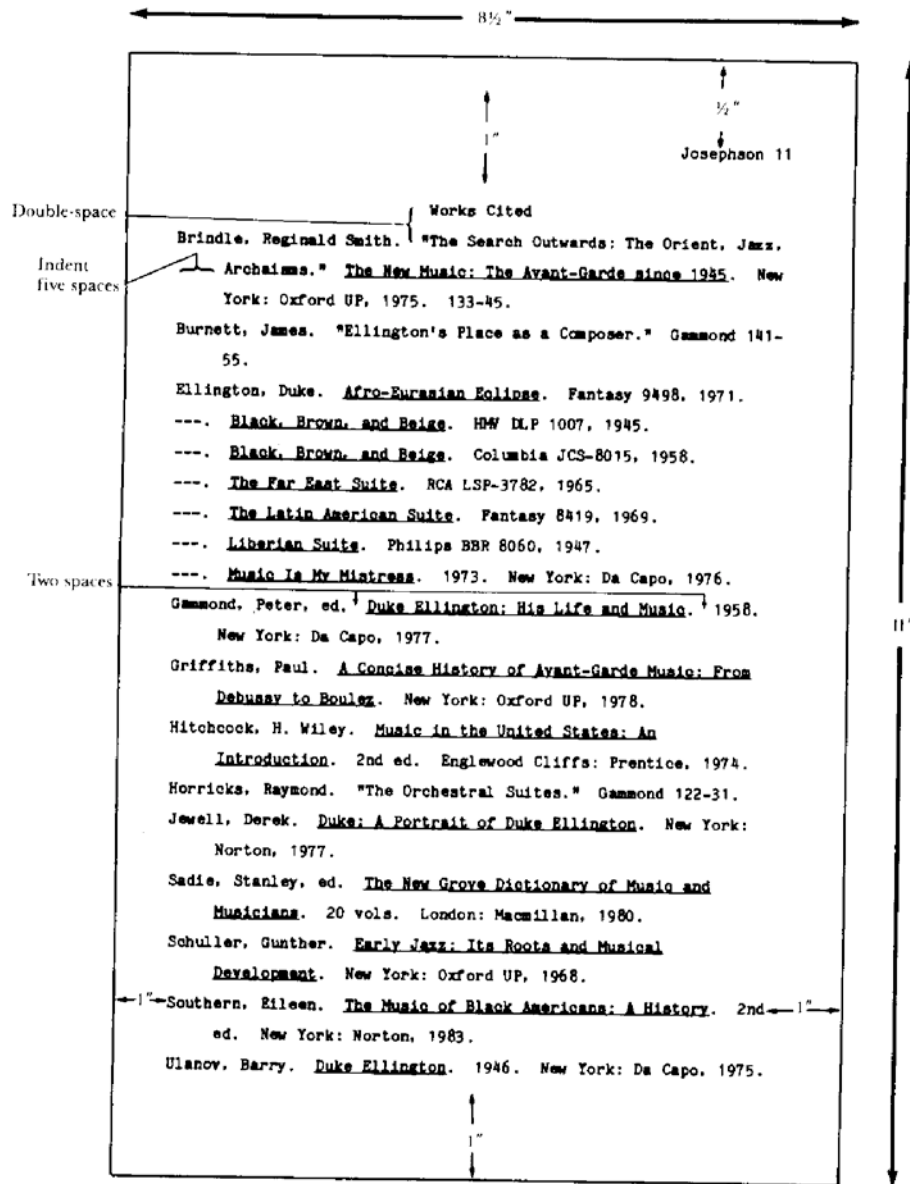 8½"
½"
1"
Josephson 11
Double-space
Works Cited
Brindle, Reginald Smith. "The Search Outwards: The Orient, Jazz,
Indent
five spaces
Archaisms." The New Music: The Avant-Garde since 1945. New
York: Oxford UP, 1975. 133-45.
Burnett, James. "Ellington's Place as a Composer." Gammond 141-
55.
Ellington, Duke. Afro-Eurasian Eclipse. Fantasy 9498, 1971.
---. Black, Brown, and Beige. HMV DLP 1007, 1945.
---. Black, Brown, and Beige. Columbia JCS-8015, 1958.
---. The Far East Suite. RCA LSP-3782, 1965.
---. The Latin American Suite. Fantasy 8419, 1969.
---. Liberian Suite. Philips BBR 8060, 1947.
Two spaces
---. Music Is My Mistress. 1973. New York: Da Capo, 1976.
Gammond, Peter, ed. Duke Ellington: His Life and Music. 1958.
11"
New York: Da Capo, 1977.
Griffiths, Paul. A Concise History of Avant-Garde Music: From
Debussy to Boulez. New York: Oxford UP, 1978.
Hitchcock, H. Wiley. Music in the United States: An
Introduction. 2nd ed. Englewood Cliffs: Prentice, 1974.
Horricks, Raymond. "The Orchestral Suites." Gammond 122-31.
Jewell, Derek. Duke: A Portrait of Duke Ellington. New York:
Norton, 1977.
Sadie, Stanley, ed. The New Grove Dictionary of Music and
Musicians. 20 vols. London: Macmillan, 1980.
Schuller, Gunther. Early Jazz: Its Roots and Musical
Development. New York: Oxford UP, 1968.
1" Southern, Eileen. The Music of Black Americans: A History. 2nd 1"
ed. New York: Norton, 1983.
Ulanov, Barry. Duke Ellington. 1946. New York: Da Capo, 1975.
1"